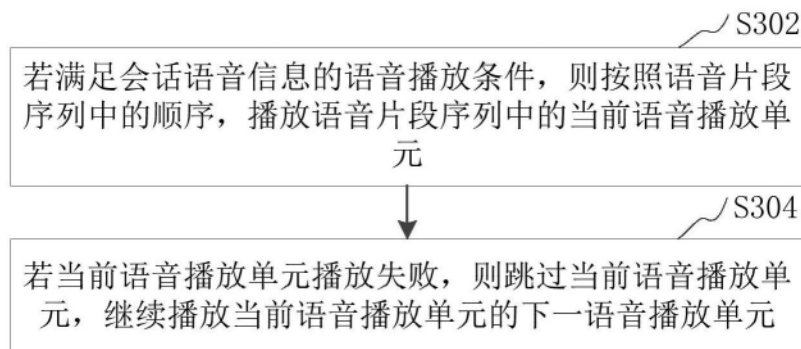 S302
若满足会话语音信息的语音播放条件，则按照语音片段
序列中的顺序，播放语音片段序列中的当前语音播放单
元
S304
若当前语音播放单元播放失败，则跳过当前语音播放单
元，继续播放当前语音播放单元的下一语音播放单元